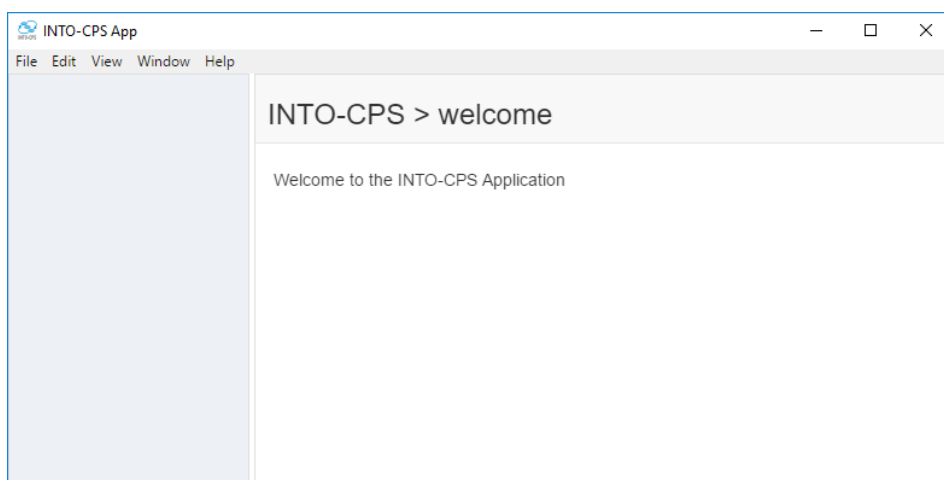 INTO-CPS App
File Edit View Window Help
INTO-CPS > welcome
Welcome to the INTO-CPS Application